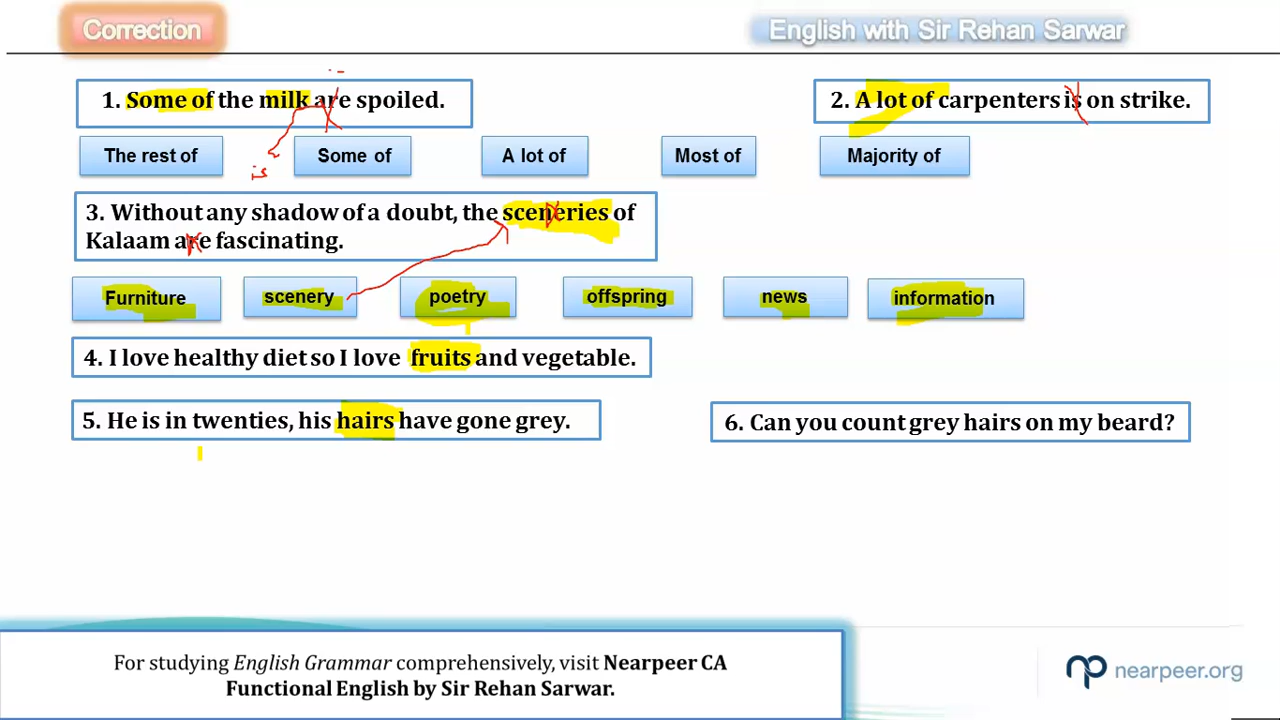 Correction
English with Sir Rehan Sarwar
1. Some of the milk are spoiled.
2. A lot of carpenters is on strike.
The rest of
is
Some of
A lot of
Most of
Majority of
3. Without any shadow of a doubt, the sceneries of
Kalaam are fascinating.
Furniture
scenery
poetry
offspring
news
information
4. I love healthy diet so I love fruits and vegetable.
5. He is in twenties, his hairs have gone grey.
6. Can you count grey hairs on my beard?
For studying English Grammar comprehensively, visit Nearpeer CA
Functional English by Sir Rehan Sarwar.
nearpeer.org